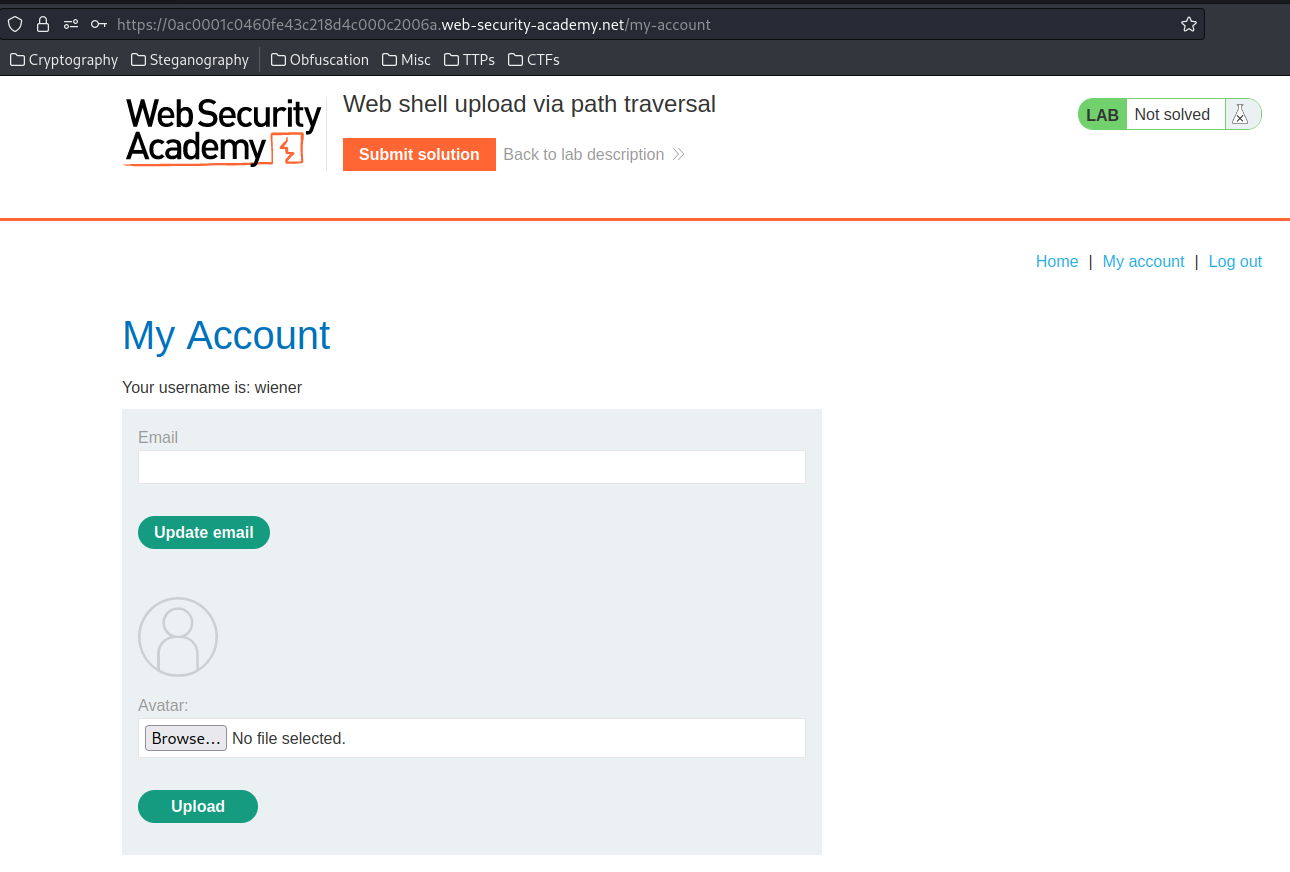 https://0ac0001c0460fe43c218d4c000c2006a.web-security-academy.net/my-account
Cryptography Steganography Obfuscation Misc TTPs CTFs
Web Security
Academy
Web shell upload via path traversal
Submit solution Back to lab description
LAB Not solved
Home | My account | Log out
My Account
Your username is: wiener
Email
Update email
Avatar:
Browse... No file selected.
Upload